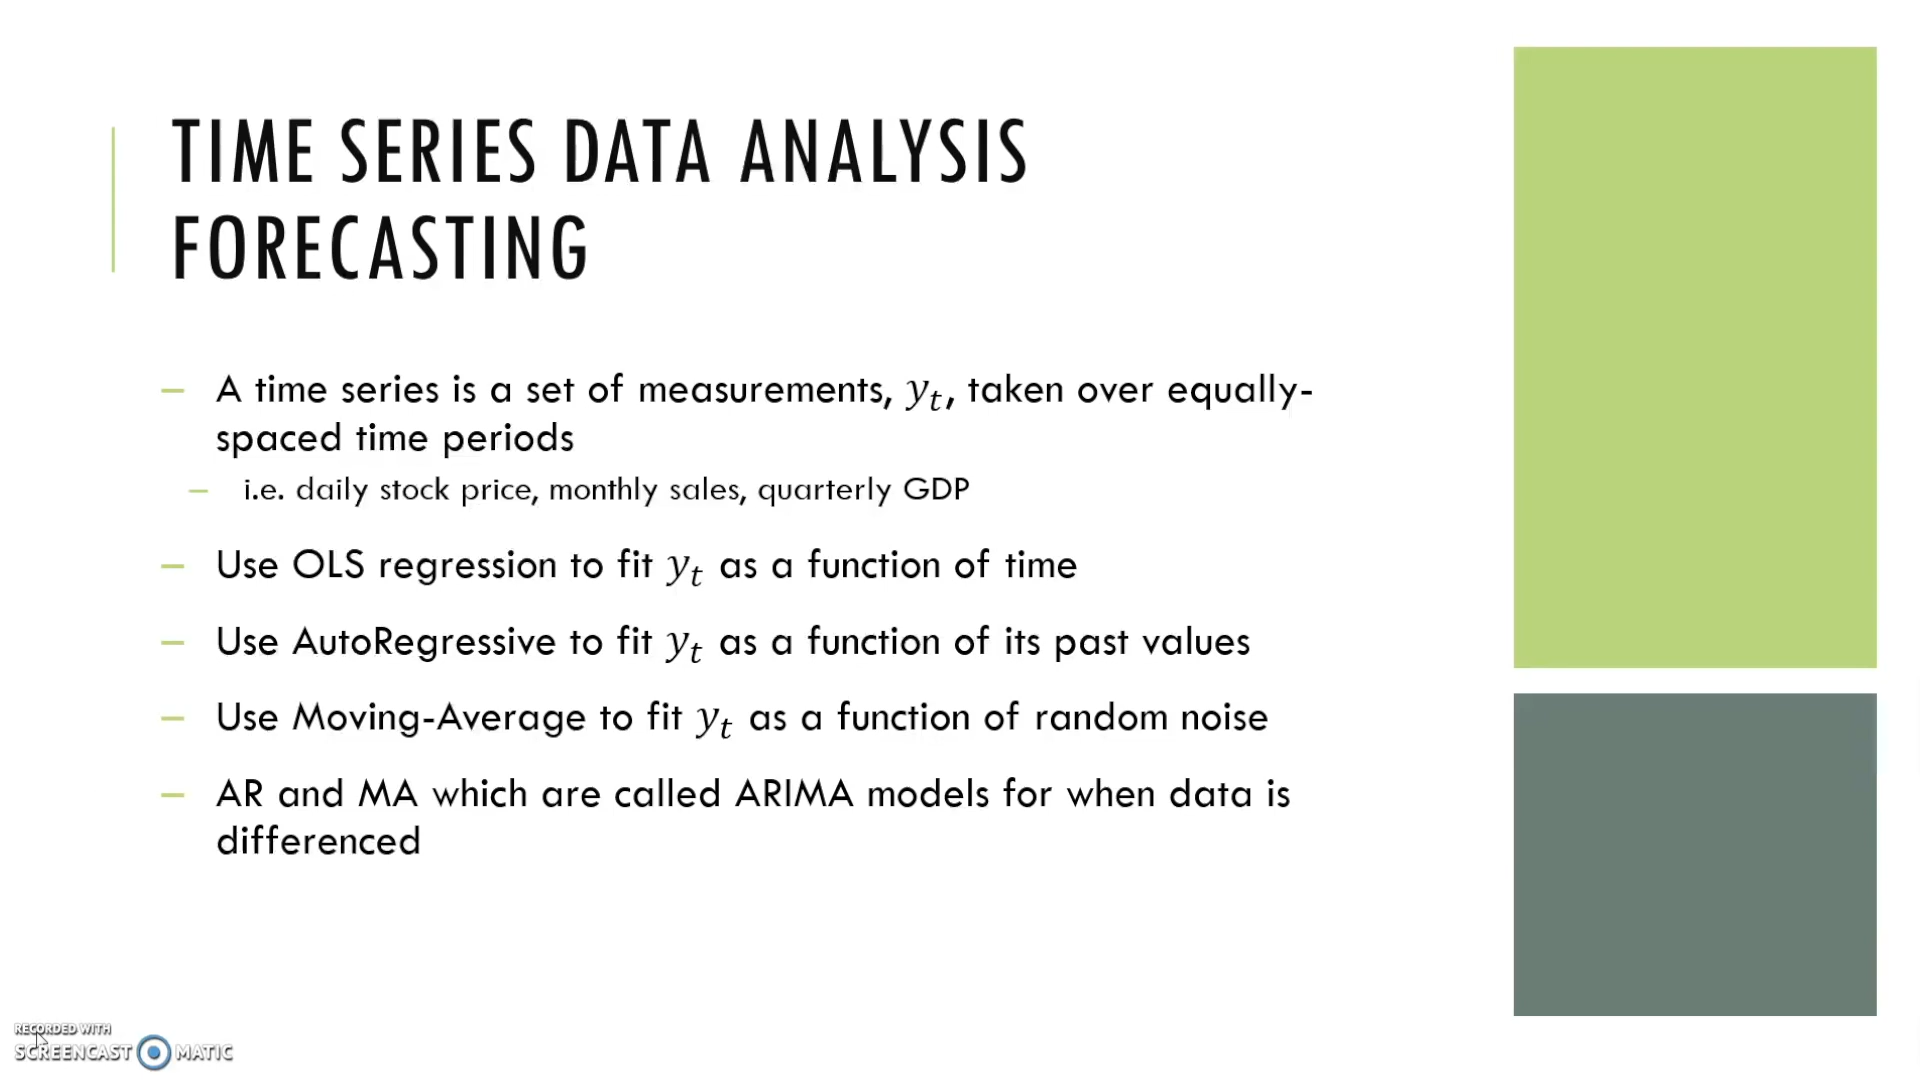 TIME SERIES DATA ANALYSIS
FORECASTING
– A time series is a set of measurements, yₜ, taken over equally-
spaced time periods
– i.e. daily stock price, monthly sales, quarterly GDP
– Use OLS regression to fit yₜ as a function of time
– Use AutoRegressive to fit yₜ as a function of its past values
– Use Moving-Average to fit yₜ as a function of random noise
– AR and MA which are called ARIMA models for when data is
differenced
RECORDED WITH
SCREENCAST MATIC